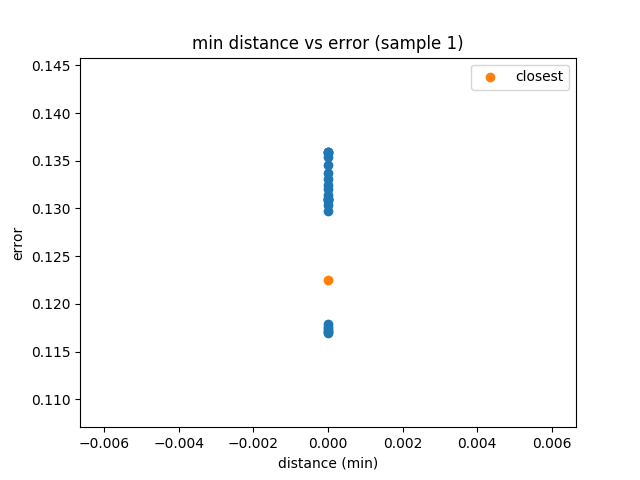 min distance vs error (sample 1)
closest
error
0.145
0.140
0.135
0.130
0.125
0.120
0.115
0.110
−0.006 −0.004 −0.002 0.000 0.002 0.004 0.006
distance (min)